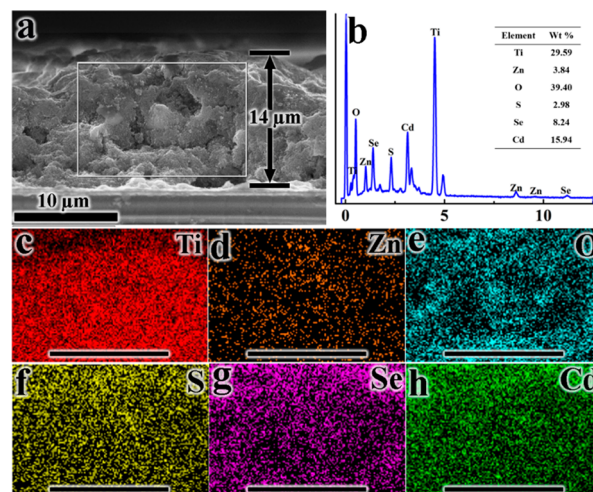 a
14 µm
10 µm
b
Element Wt %
Ti 29.59
Zn 3.84
O 39.40
S 2.98
Se 8.24
Cd 15.94
Ti
O
Zn
Se
S
Cd
Ti
Zn
Zn
Se
0 5 10
c Ti
d Zn
e O
f S
g Se
h Cd